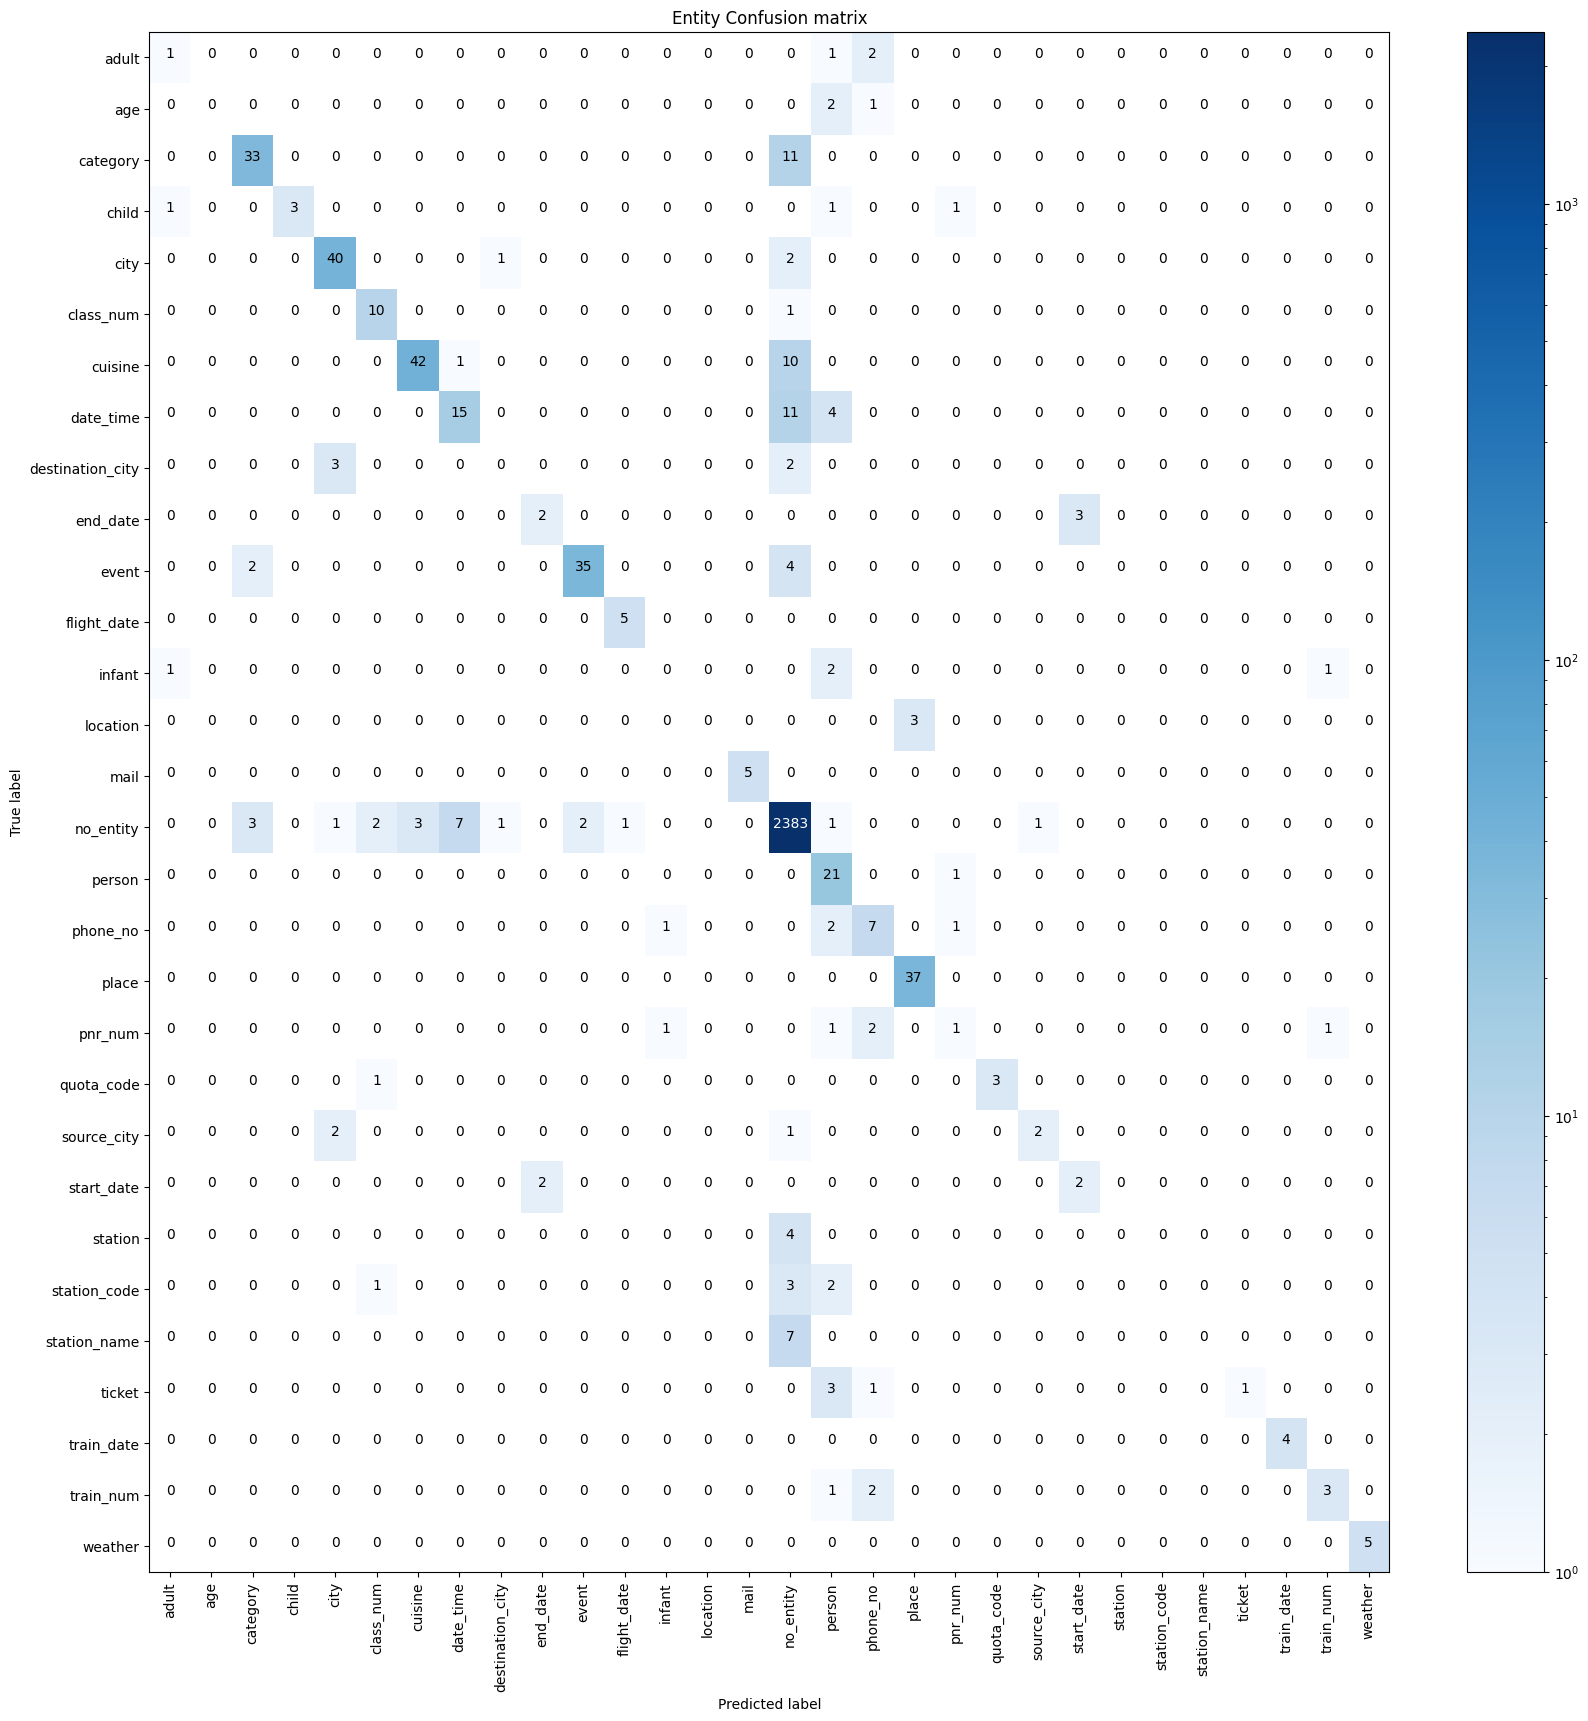 Entity Confusion matrix
adult 1 0 0 0 0 0 0 0 0 0 0 0 0 0 0 0 1 2 0 0 0 0 0 0 0 0 0 0 0 0
age 0 0 0 0 0 0 0 0 0 0 0 0 0 0 0 0 2 1 0 0 0 0 0 0 0 0 0 0 0 0
category 0 0 33 0 0 0 0 0 0 0 0 0 0 0 0 11 0 0 0 0 0 0 0 0 0 0 0 0 0 0
child 1 0 0 3 0 0 0 0 0 0 0 0 0 0 0 0 1 0 0 1 0 0 0 0 0 0 0 0 0 0
city 0 0 0 0 40 0 0 0 1 0 0 0 0 0 0 2 0 0 0 0 0 0 0 0 0 0 0 0 0 0
class_num 0 0 0 0 0 10 0 0 0 0 0 0 0 0 0 1 0 0 0 0 0 0 0 0 0 0 0 0 0 0
cuisine 0 0 0 0 0 0 42 1 0 0 0 0 0 0 0 10 0 0 0 0 0 0 0 0 0 0 0 0 0 0
date_time 0 0 0 0 0 0 0 15 0 0 0 0 0 0 0 11 4 0 0 0 0 0 0 0 0 0 0 0 0 0
destination_city 0 0 0 0 3 0 0 0 0 0 0 0 0 0 0 2 0 0 0 0 0 0 0 0 0 0 0 0 0 0
end_date 0 0 0 0 0 0 0 0 0 2 0 0 0 0 0 0 0 0 0 0 0 0 3 0 0 0 0 0 0 0
event 0 0 2 0 0 0 0 0 0 0 35 0 0 0 0 4 0 0 0 0 0 0 0 0 0 0 0 0 0 0
flight_date 0 0 0 0 0 0 0 0 0 0 0 5 0 0 0 0 0 0 0 0 0 0 0 0 0 0 0 0 0 0
infant 1 0 0 0 0 0 0 0 0 0 0 0 0 0 0 0 2 0 0 0 0 0 0 0 0 0 0 0 1 0
location 0 0 0 0 0 0 0 0 0 0 0 0 0 0 0 0 0 0 3 0 0 0 0 0 0 0 0 0 0 0
mail 0 0 0 0 0 0 0 0 0 0 0 0 0 0 5 0 0 0 0 0 0 0 0 0 0 0 0 0 0 0
no_entity 0 0 3 0 1 2 3 7 1 0 2 1 0 0 0 2383 1 0 0 0 0 1 0 0 0 0 0 0 0 0
person 0 0 0 0 0 0 0 0 0 0 0 0 0 0 0 0 21 0 0 1 0 0 0 0 0 0 0 0 0 0
phone_no 0 0 0 0 0 0 0 0 0 0 0 0 1 0 0 0 2 7 0 1 0 0 0 0 0 0 0 0 0 0
place 0 0 0 0 0 0 0 0 0 0 0 0 0 0 0 0 0 0 37 0 0 0 0 0 0 0 0 0 0 0
pnr_num 0 0 0 0 0 0 0 0 0 0 0 0 1 0 0 0 1 2 0 1 0 0 0 0 0 0 0 0 1 0
quota_code 0 0 0 0 0 1 0 0 0 0 0 0 0 0 0 0 0 0 0 0 3 0 0 0 0 0 0 0 0 0
source_city 0 0 0 0 2 0 0 0 0 0 0 0 0 0 0 1 0 0 0 0 0 2 0 0 0 0 0 0 0 0
start_date 0 0 0 0 0 0 0 0 0 2 0 0 0 0 0 0 0 0 0 0 0 0 2 0 0 0 0 0 0 0
station 0 0 0 0 0 0 0 0 0 0 0 0 0 0 0 4 0 0 0 0 0 0 0 0 0 0 0 0 0 0
station_code 0 0 0 0 0 1 0 0 0 0 0 0 0 0 0 3 2 0 0 0 0 0 0 0 0 0 0 0 0 0
station_name 0 0 0 0 0 0 0 0 0 0 0 0 0 0 0 7 0 0 0 0 0 0 0 0 0 0 0 0 0 0
ticket 0 0 0 0 0 0 0 0 0 0 0 0 0 0 0 0 3 1 0 0 0 0 0 0 0 0 1 0 0 0
train_date 0 0 0 0 0 0 0 0 0 0 0 0 0 0 0 0 0 0 0 0 0 0 0 0 0 0 0 4 0 0
train_num 0 0 0 0 0 0 0 0 0 0 0 0 0 0 0 0 1 2 0 0 0 0 0 0 0 0 0 0 3 0
weather 0 0 0 0 0 0 0 0 0 0 0 0 0 0 0 0 0 0 0 0 0 0 0 0 0 0 0 0 0 5
True label
adult
age
category
child
city
class_num
cuisine
date_time
destination_city
end_date
event
flight_date
infant
location
mail
no_entity
person
phone_no
place
pnr_num
quota_code
source_city
start_date
station
station_code
station_name
ticket
train_date
train_num
weather
Predicted label
10³
10²
10¹
10⁰